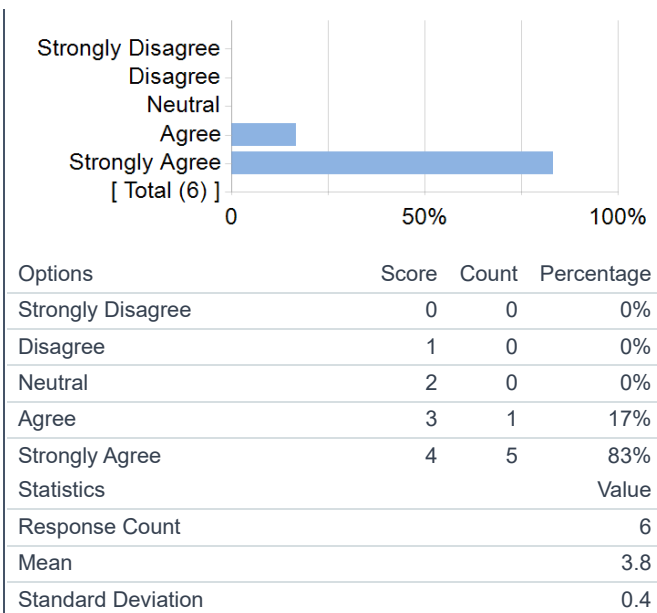 Strongly Disagree
Disagree
Neutral
Agree
Strongly Agree
[ Total (6) ]
0 50% 100%
Options Score Count Percentage
Strongly Disagree 0 0 0%
Disagree 1 0 0%
Neutral 2 0 0%
Agree 3 1 17%
Strongly Agree 4 5 83%
Statistics Value
Response Count 6
Mean 3.8
Standard Deviation 0.4